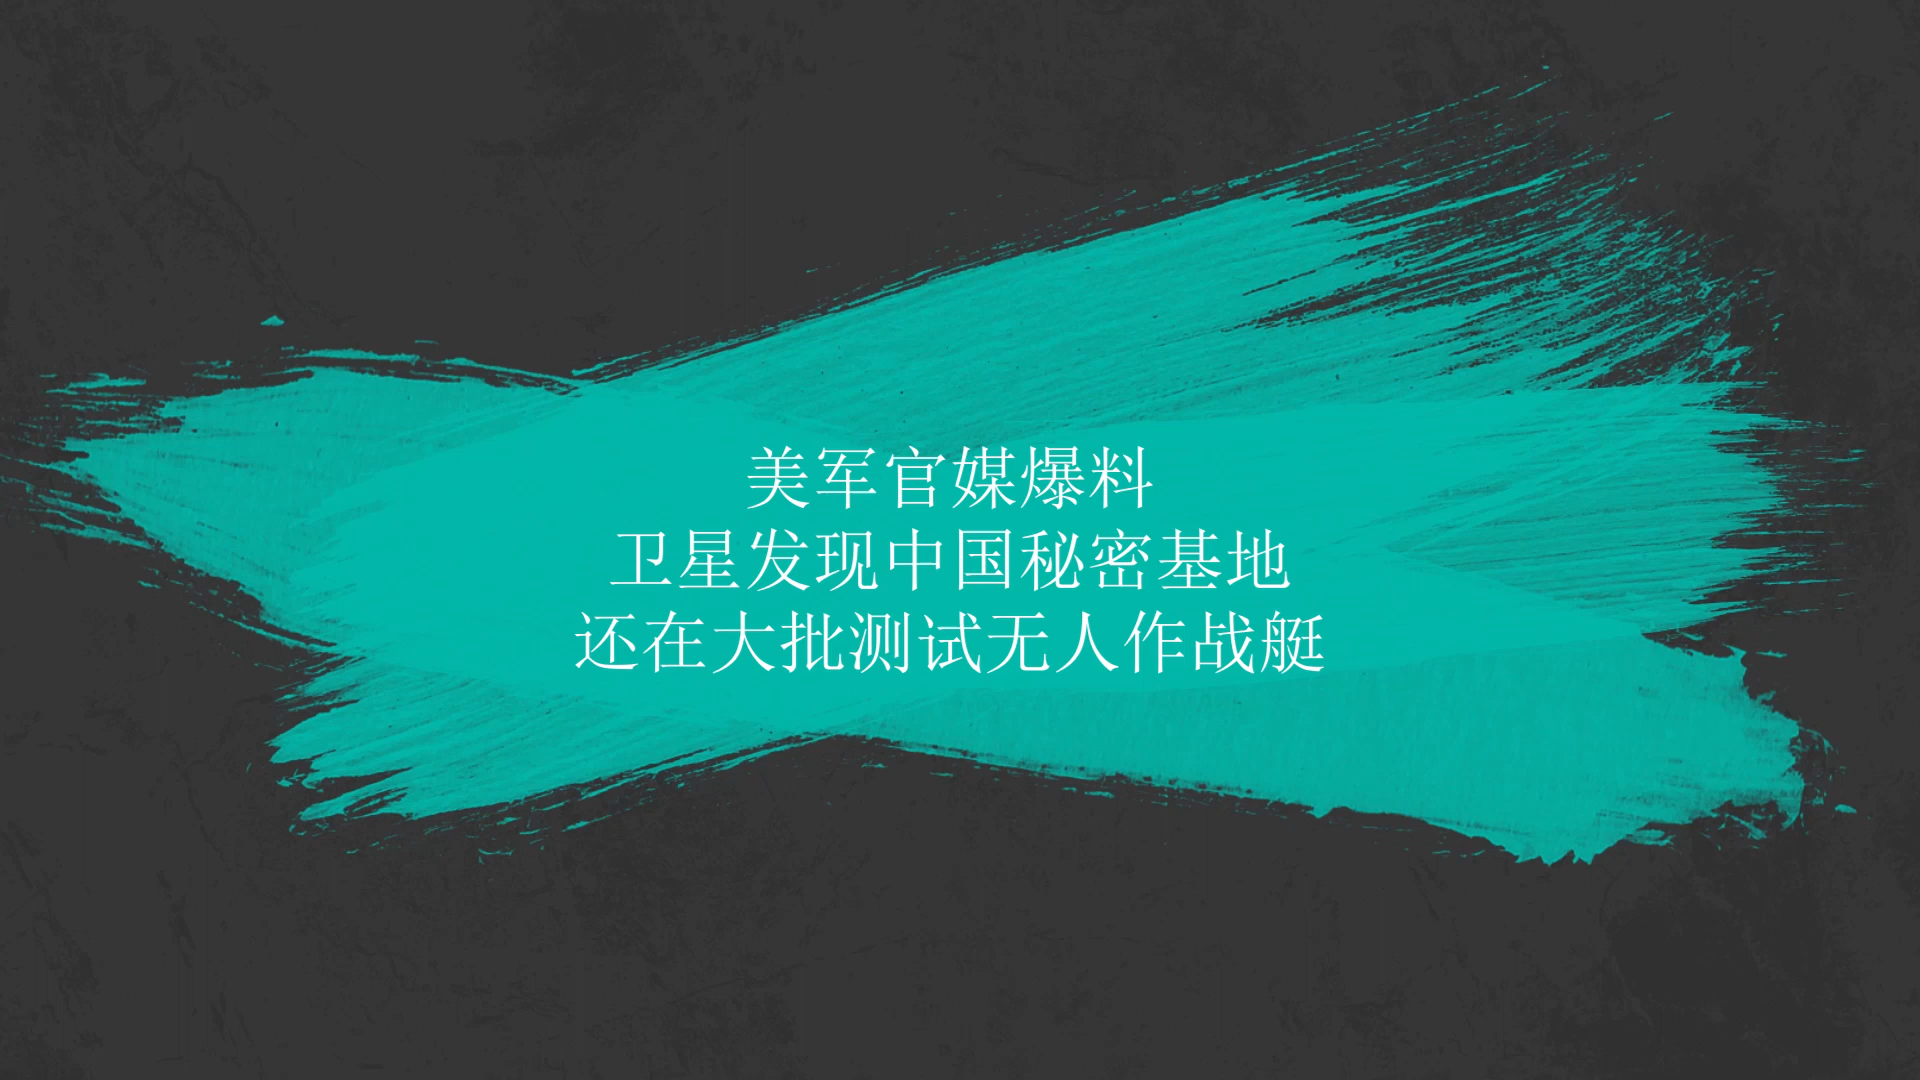 美军官媒爆料
卫星发现中国秘密基地
还在大批测试无人作战艇